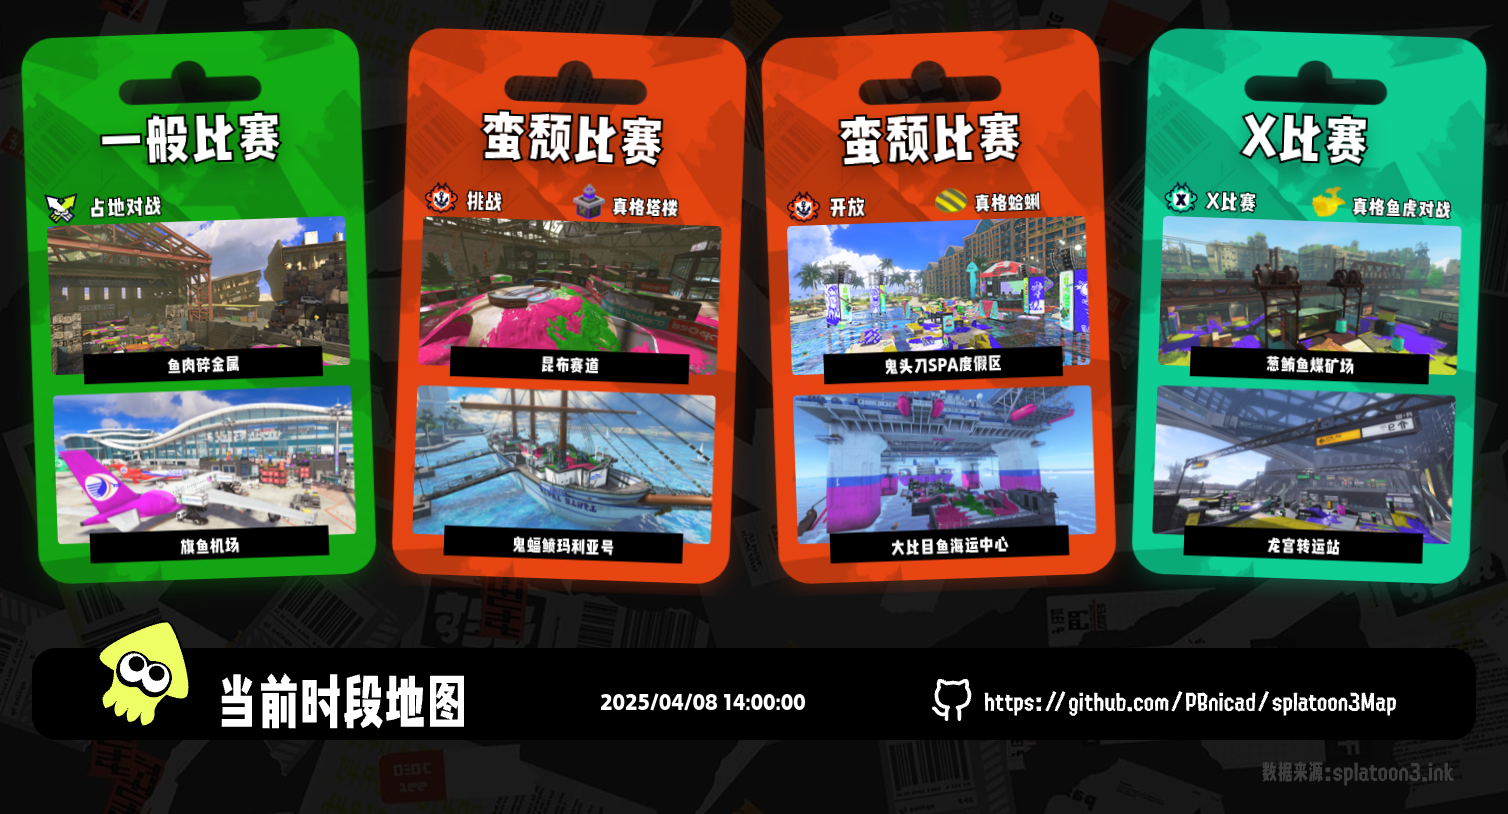 一般比赛
占地对战
鱼肉碎金属
旗鱼机场
蛮颓比赛
挑战
真格塔楼
昆布赛道
鬼蝠鲼玛利亚号
蛮颓比赛
开放
真格蛤蜊
鬼头刀SPA度假区
大比目鱼海运中心
X比赛
X比赛
真格鱼虎对战
葱鲔鱼煤矿场
龙宫转运站
当前时段地图
2025/04/08 14:00:00
https://github.com/PBnicad/splatoon3Map
数据来源:splatoon3.ink